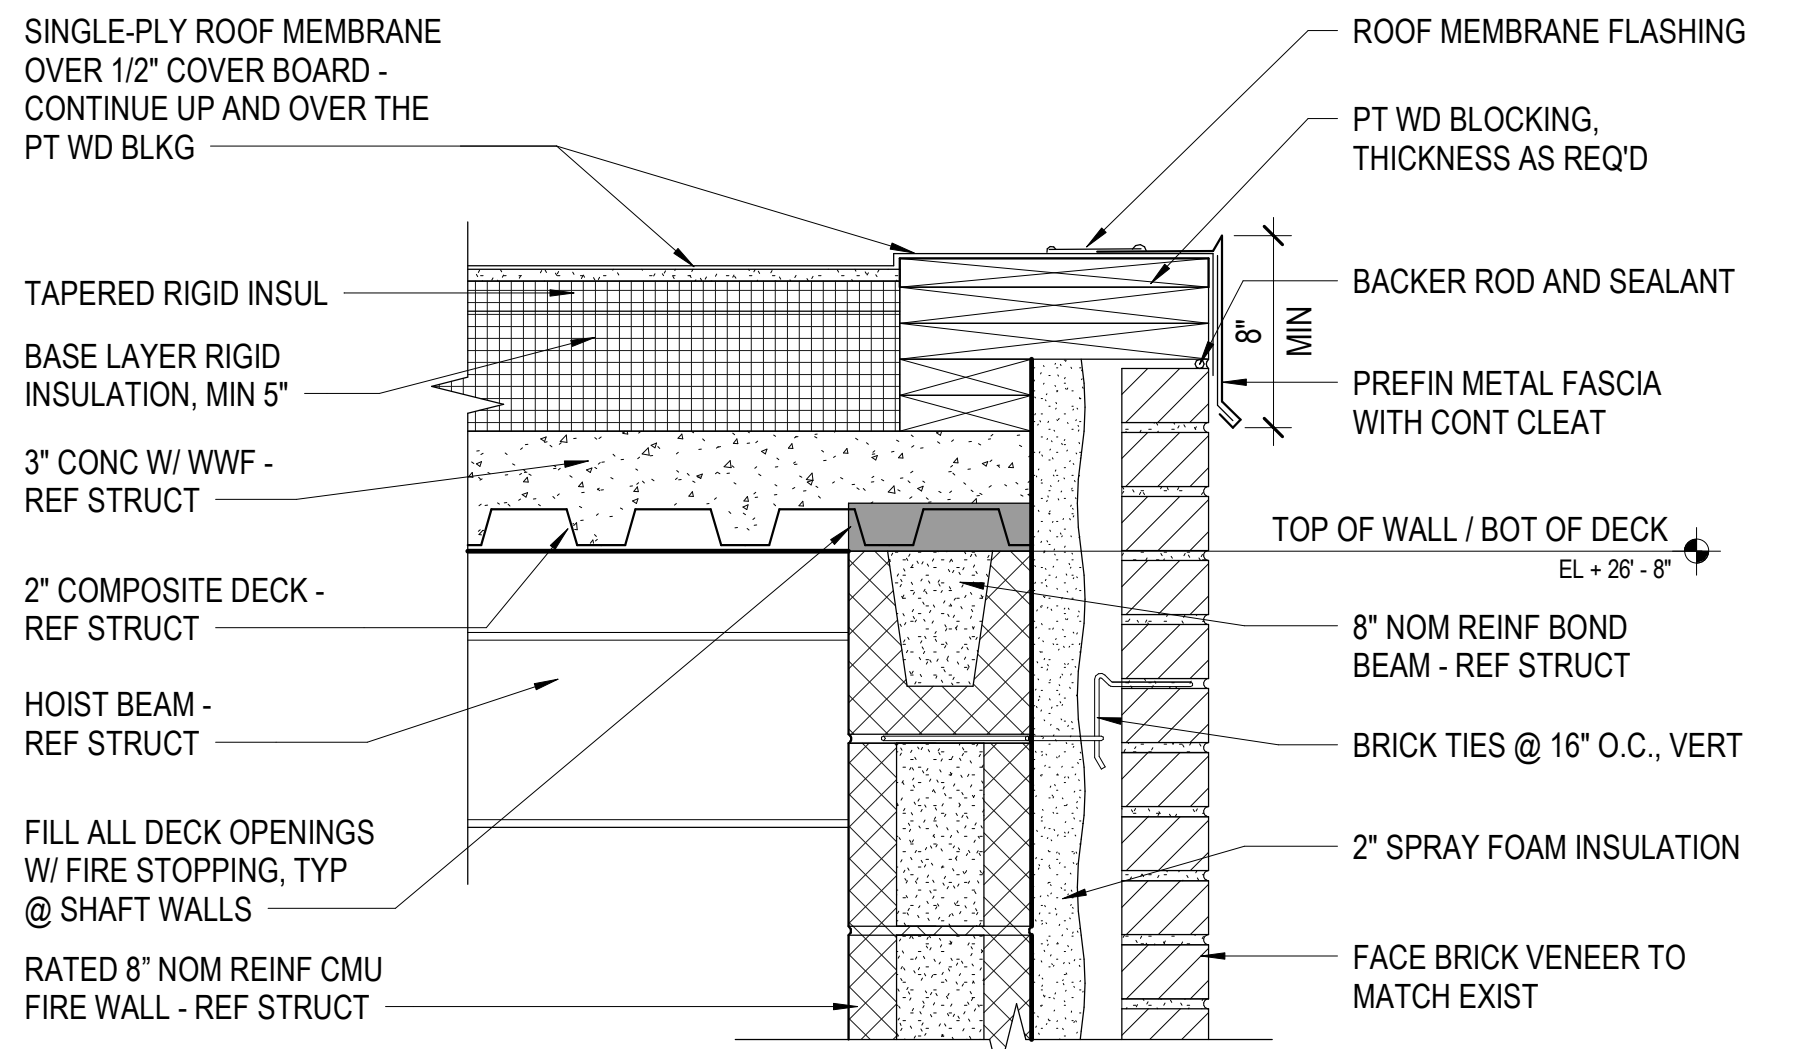 SINGLE-PLY ROOF MEMBRANE
OVER 1/2" COVER BOARD -
CONTINUE UP AND OVER THE
PT WD BLKG
TAPERED RIGID INSUL
BASE LAYER RIGID
INSULATION, MIN 5"
3" CONC W/ WWF -
REF STRUCT
2" COMPOSITE DECK -
REF STRUCT
HOIST BEAM -
REF STRUCT
FILL ALL DECK OPENINGS
W/ FIRE STOPPING, TYP
@ SHAFT WALLS
RATED 8” NOM REINF CMU
FIRE WALL - REF STRUCT
ROOF MEMBRANE FLASHING
PT WD BLOCKING,
THICKNESS AS REQ'D
BACKER ROD AND SEALANT
8"
MIN
PREFIN METAL FASCIA
WITH CONT CLEAT
TOP OF WALL / BOT OF DECK
EL + 26' - 8"
8" NOM REINF BOND
BEAM - REF STRUCT
BRICK TIES @ 16" O.C., VERT
2" SPRAY FOAM INSULATION
FACE BRICK VENEER TO
MATCH EXIST